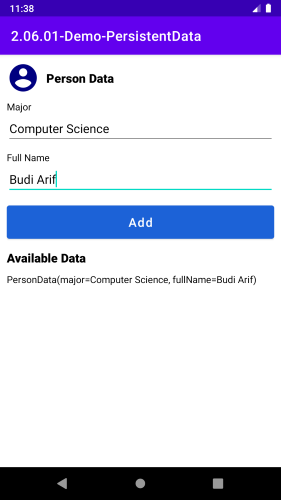 11:38
2.06.01-Demo-PersistentData
Person Data
Major
Computer Science
Full Name
Budi Arif
Add
Available Data
PersonData(major=Computer Science, fullName=Budi Arif)